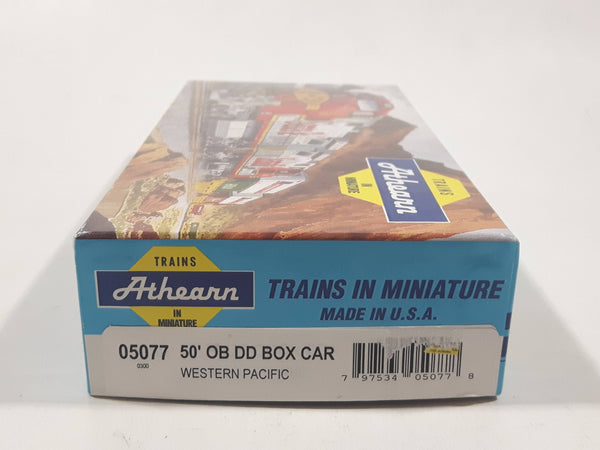 TRAINS
Athearn
IN MINIATURE
TRAINS
Athearn
IN
MINIATURE
TRAINS IN MINIATURE
MADE IN U.S.A.
05077 50' OB DD BOX CAR
0300
WESTERN PACIFIC
7 97534 05077 8